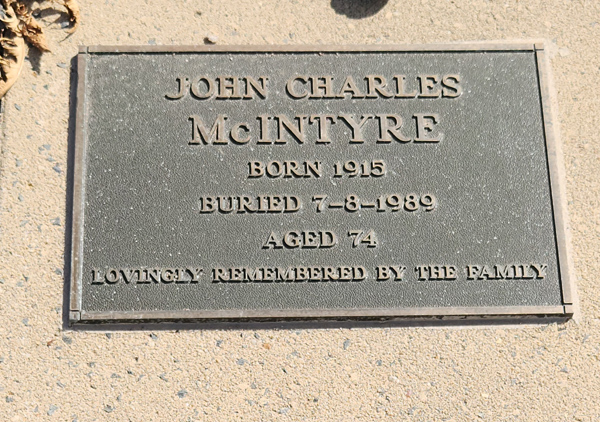 JOHN CHARLES
McINTYRE
BORN 1915
BURIED 7-8-1989
AGED 74
LOVINGLY REMEMBERED BY THE FAMILY